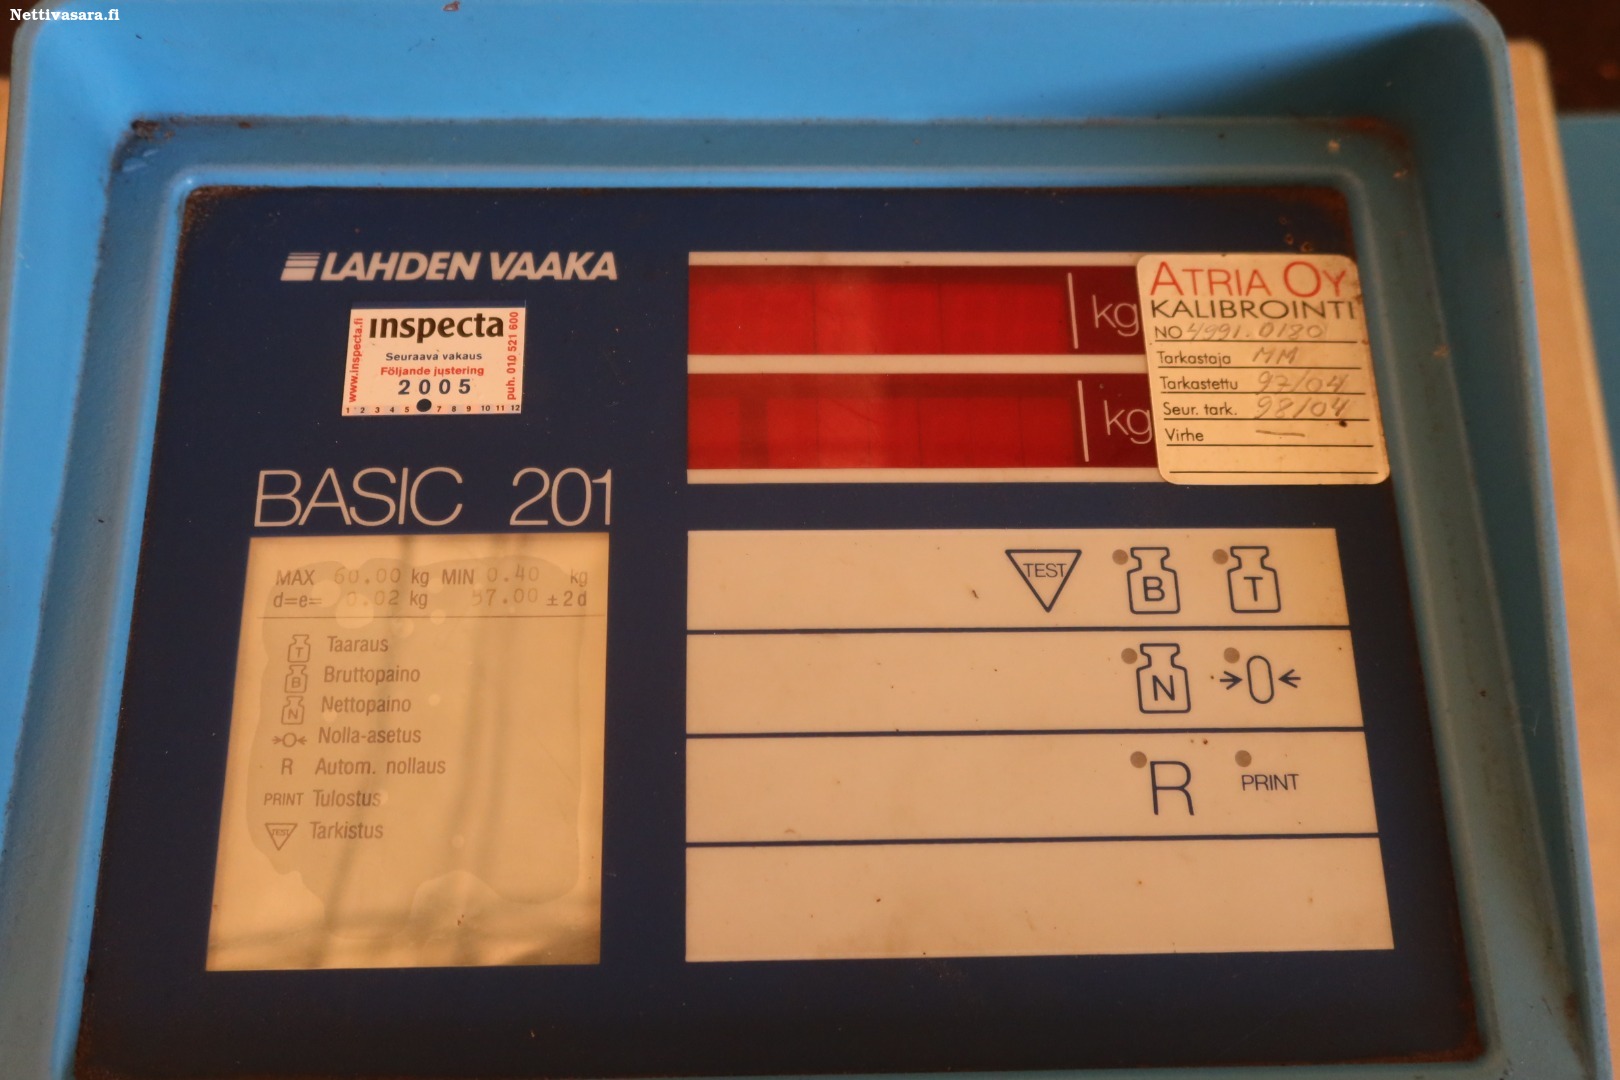 Nettivasara.fi
LAHDEN VAAKA
www.inspecta.fi
inspecta
Seuraava vakaus
Följande justering
2005
1 2 3 4 5 7 8 9 10 11 12
puh. 010 521 600
BASIC 201
MAX 60.00 kg MIN 0.40 kg
d=e= 0.02 kg 57.00 ±2d
T Taaraus
B Bruttopaino
N Nettopaino
→O← Nolla-asetus
R Autom. nollaus
PRINT Tulostus
TEST Tarkistus
kg
kg
ATRIA OY
KALIBROINTI
NO 4991.0180
Tarkastaja MM
Tarkastettu 97/04
Seur. tark. 98/04
Virhe —
TEST B T
N →0←
R PRINT